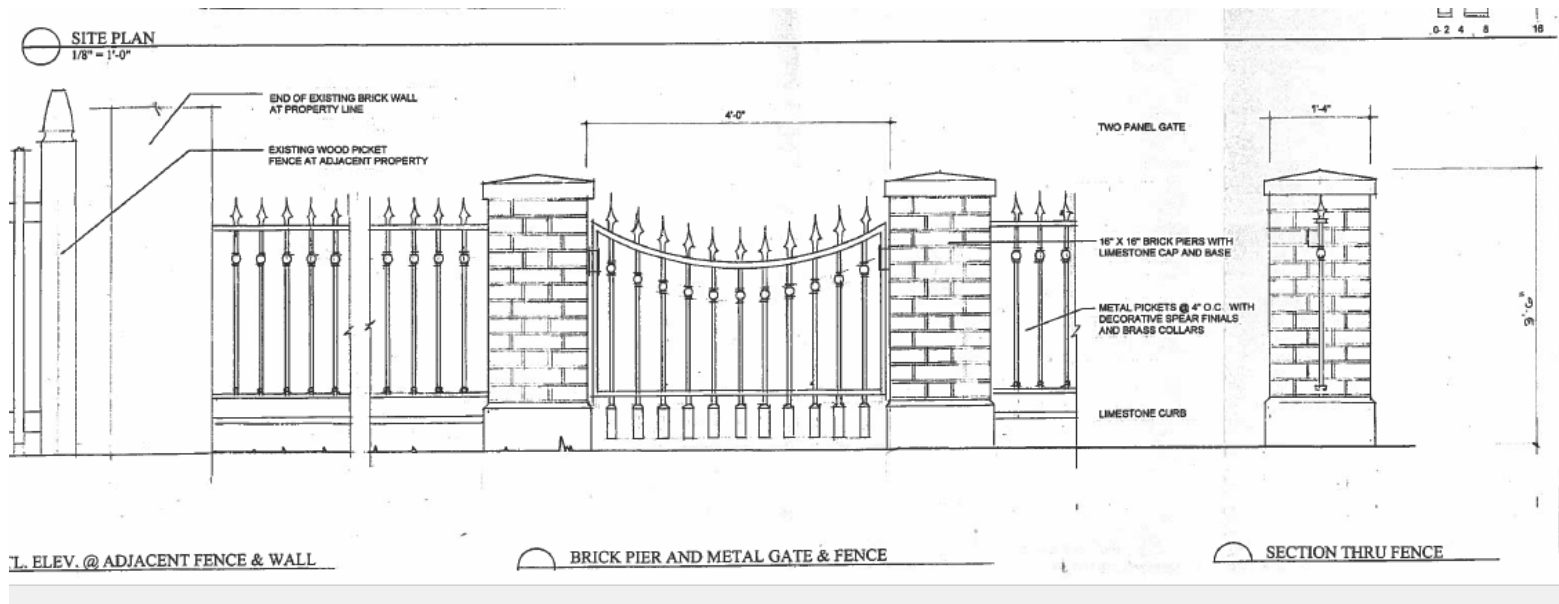 SITE PLAN
1/8" = 1'-0"
0 2 4 8 16
END OF EXISTING BRICK WALL
AT PROPERTY LINE
EXISTING WOOD PICKET
FENCE AT ADJACENT PROPERTY
4'-0"
TWO PANEL GATE
1'-4"
16" X 16" BRICK PIERS WITH
LIMESTONE CAP AND BASE
METAL PICKETS @ 4" O.C. WITH
DECORATIVE SPEAR FINIALS
AND BRASS COLLARS
LIMESTONE CURB
L. ELEV. @ ADJACENT FENCE & WALL
BRICK PIER AND METAL GATE & FENCE
SECTION THRU FENCE